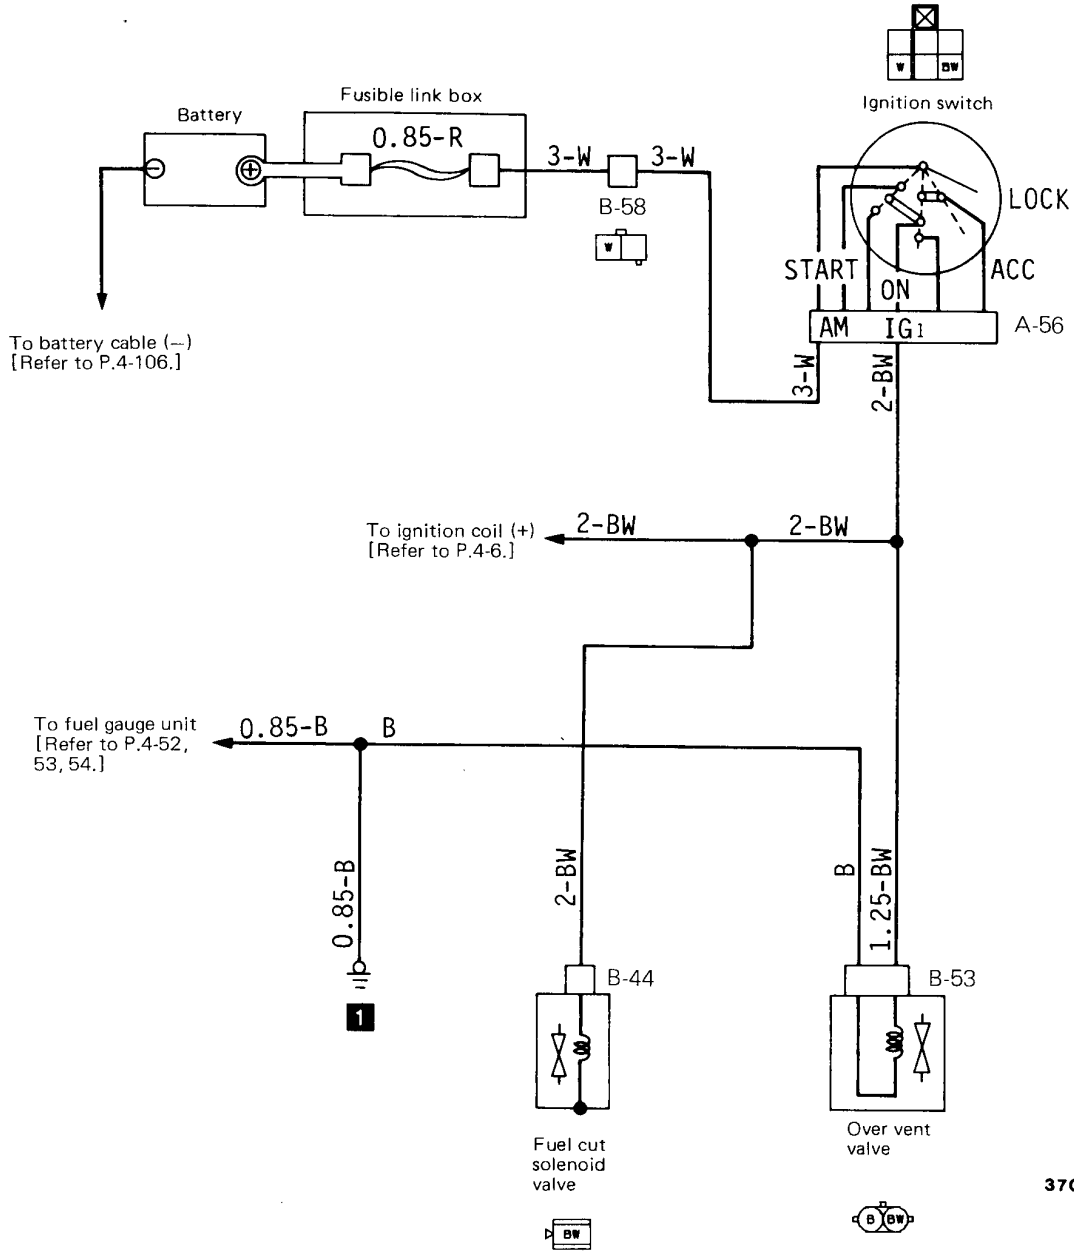 W BW
Ignition switch
Fusible link box
Battery
0.85-R
3-W 3-W
B-58
W
LOCK
START
ACC
ON
AM IG1
A-56
3-W
2-BW
To battery cable (—)
[Refer to P.4-106.]
To ignition coil (+)
[Refer to P.4-6.]
2-BW 2-BW
To fuel gauge unit
[Refer to P.4-52,
53, 54.]
0.85-B B
0.85-B
2-BW
B
1.25-BW
1
B-44
B-53
Fuel cut
solenoid
valve
Over vent
valve
BW
B BW
370